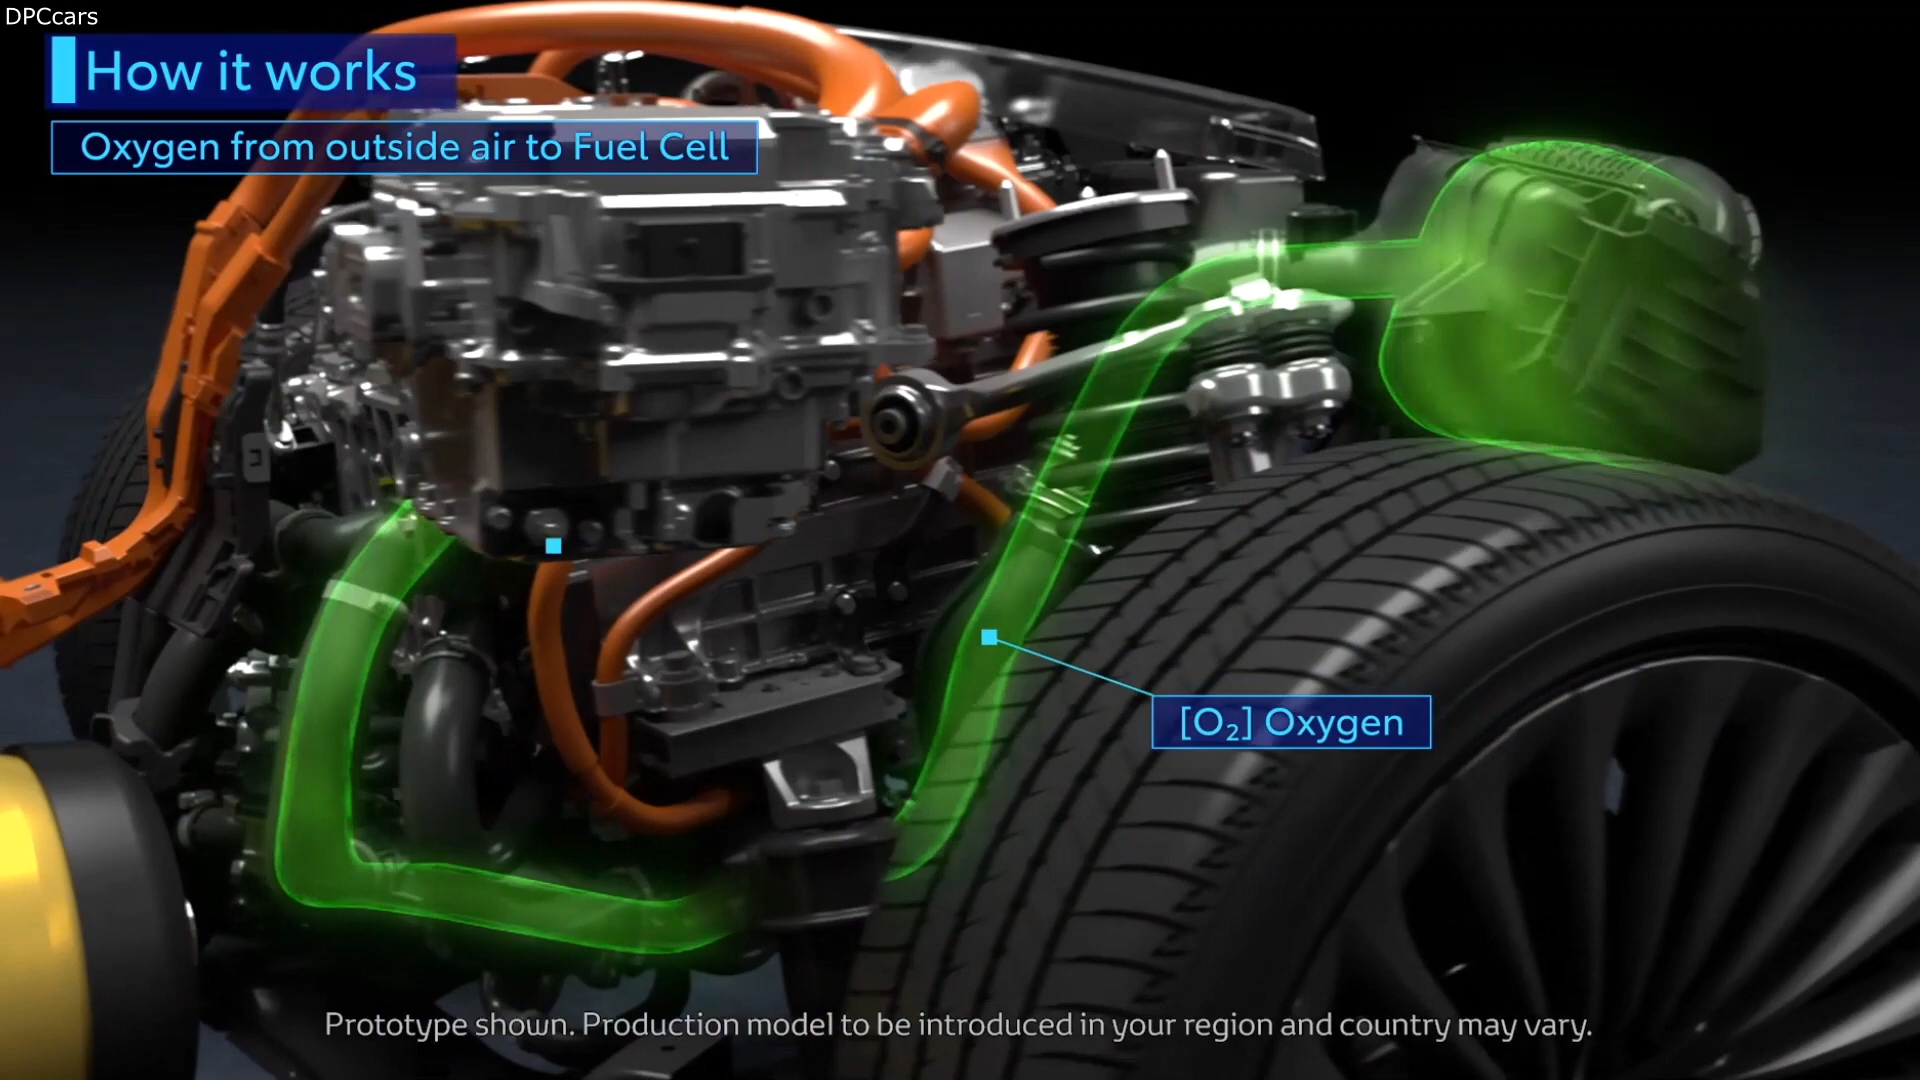 DPCcars
How it works
Oxygen from outside air to Fuel Cell
[O₂] Oxygen
Prototype shown. Production model to be introduced in your region and country may vary.